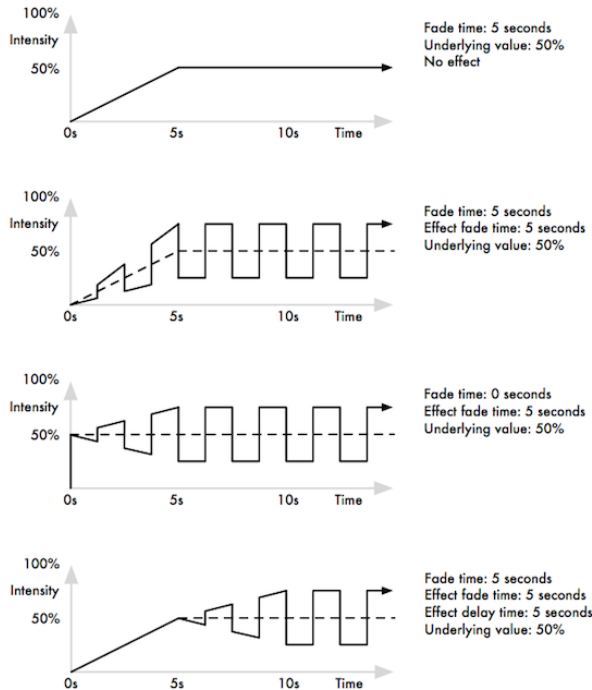 100%
Intensity
50%
0s 5s 10s Time
Fade time: 5 seconds
Underlying value: 50%
No effect
100%
Intensity
50%
0s 5s 10s Time
Fade time: 5 seconds
Effect fade time: 5 seconds
Underlying value: 50%
100%
Intensity
50%
0s 5s 10s Time
Fade time: 0 seconds
Effect fade time: 5 seconds
Underlying value: 50%
100%
Intensity
50%
0s 5s 10s Time
Fade time: 5 seconds
Effect fade time: 5 seconds
Effect delay time: 5 seconds
Underlying value: 50%